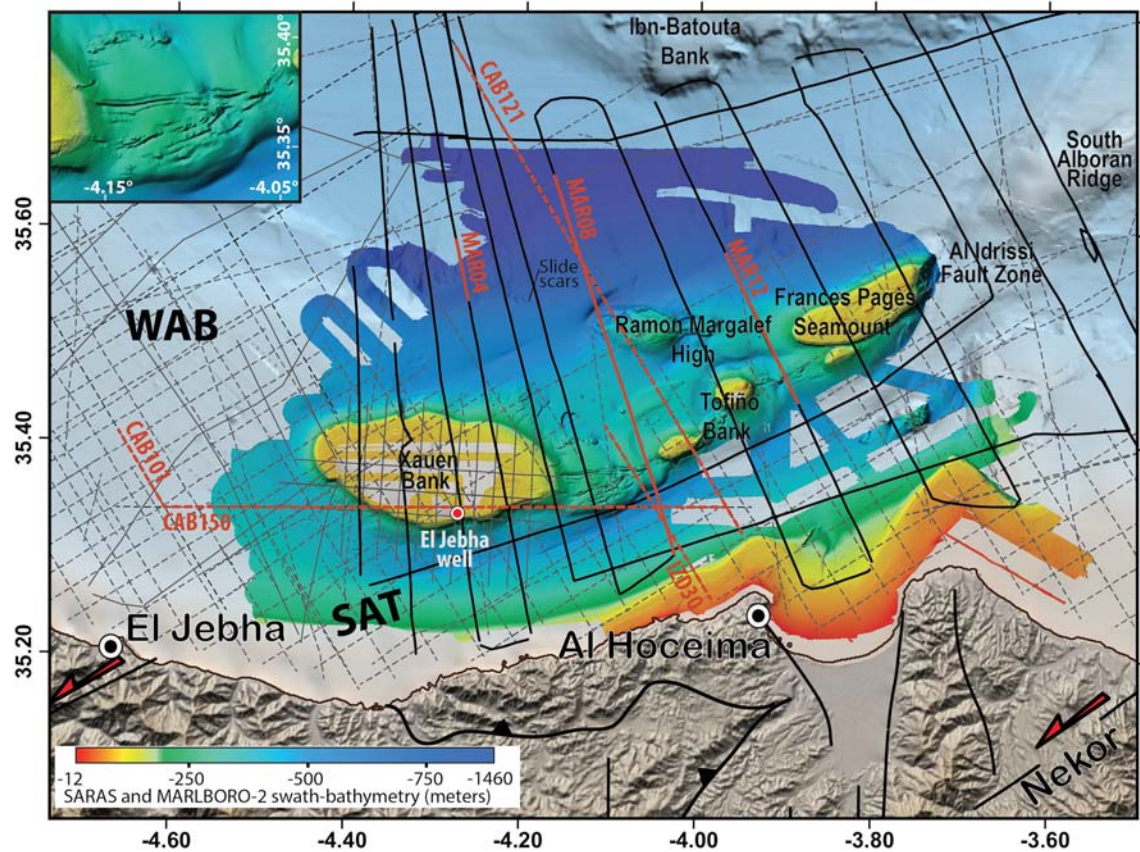 35.40
35.35
-4.15°
-4.05°
Ibn-Batouta
Bank
CAB121
South
Alboran
Ridge
35.60
MAR08
MAR04
MAR12
Slide
scars
Al Idrissi
Fault Zone
Frances Pagès
Seamount
WAB
Ramon Margalef
High
35.40
Tofiño
Bank
CAB101
Xauen
Bank
CAB150
El Jebha
well
IZD30
SAT
35.20
El Jebha
Al Hoceima
Nekor
-12
-250
-500
-750
-1460
SARAS and MARLBORO-2 swath-bathymetry (meters)
-4.60
-4.40
-4.20
-4.00
-3.80
-3.60